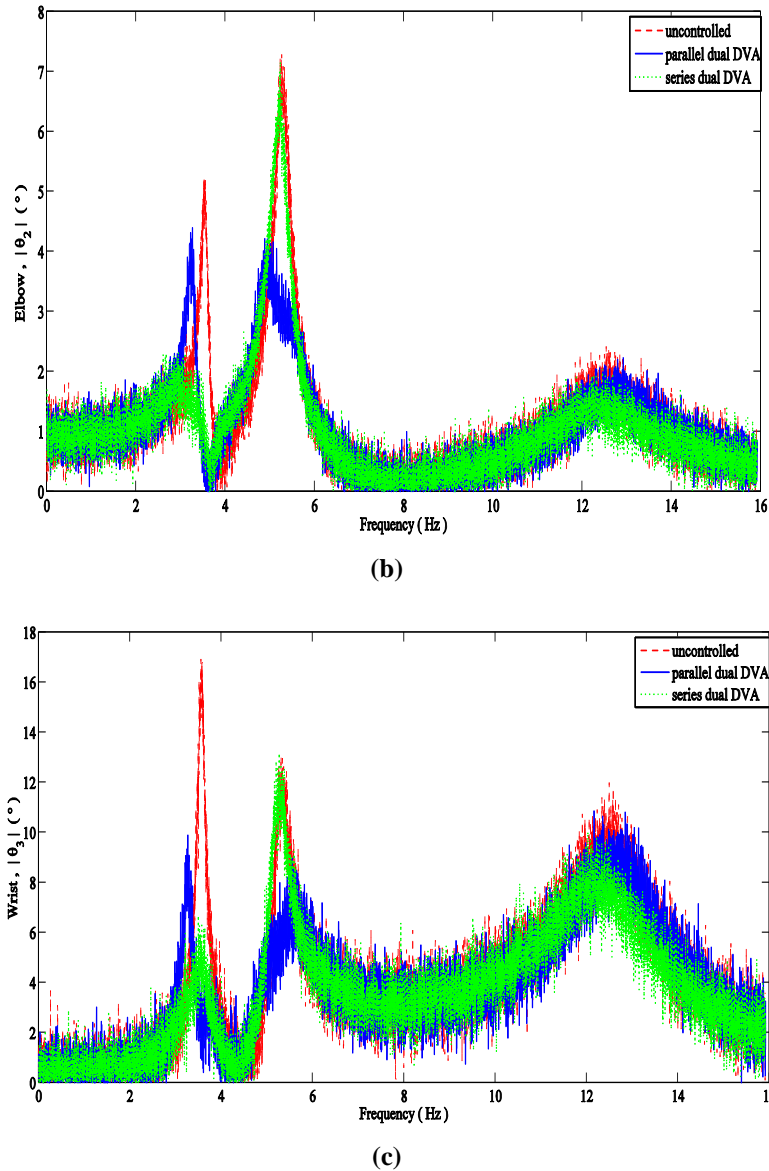 8
7
6
5
4
3
2
1
0
Elbow , |θ2| ( ° )
uncontrolled
parallel dual DVA
series dual DVA
0 2 4 6 8 10 12 14 16
Frequency ( Hz )
(b)
18
16
14
12
10
8
6
4
2
0
Wrist , |θ3| ( ° )
uncontrolled
parallel dual DVA
series dual DVA
0 2 4 6 8 10 12 14 1
Frequency ( Hz )
(c)